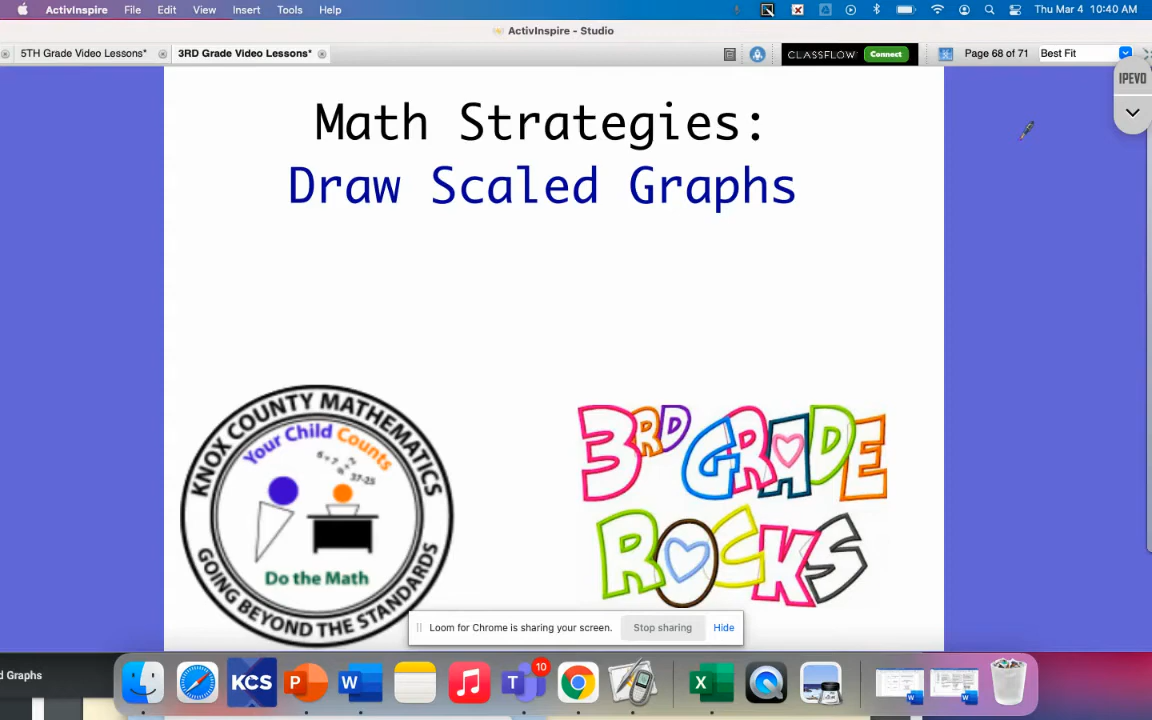 ActivInspire File Edit View Insert Tools Help Thu Mar 4 10:40 AM
ActivInspire - Studio
5TH Grade Video Lessons* 3RD Grade Video Lessons* CLASSFLOW Connect Page 68 of 71 Best Fit
IPEVO
Math Strategies:
Draw Scaled Graphs
KNOX COUNTY MATHEMATICS
Your Child Counts
37-25
Do the Math
GOING BEYOND THE STANDARDS
3RD GRADE
ROCKS
Loom for Chrome is sharing your screen. Stop sharing Hide
d Graphs
KCS P W T 10 X W W